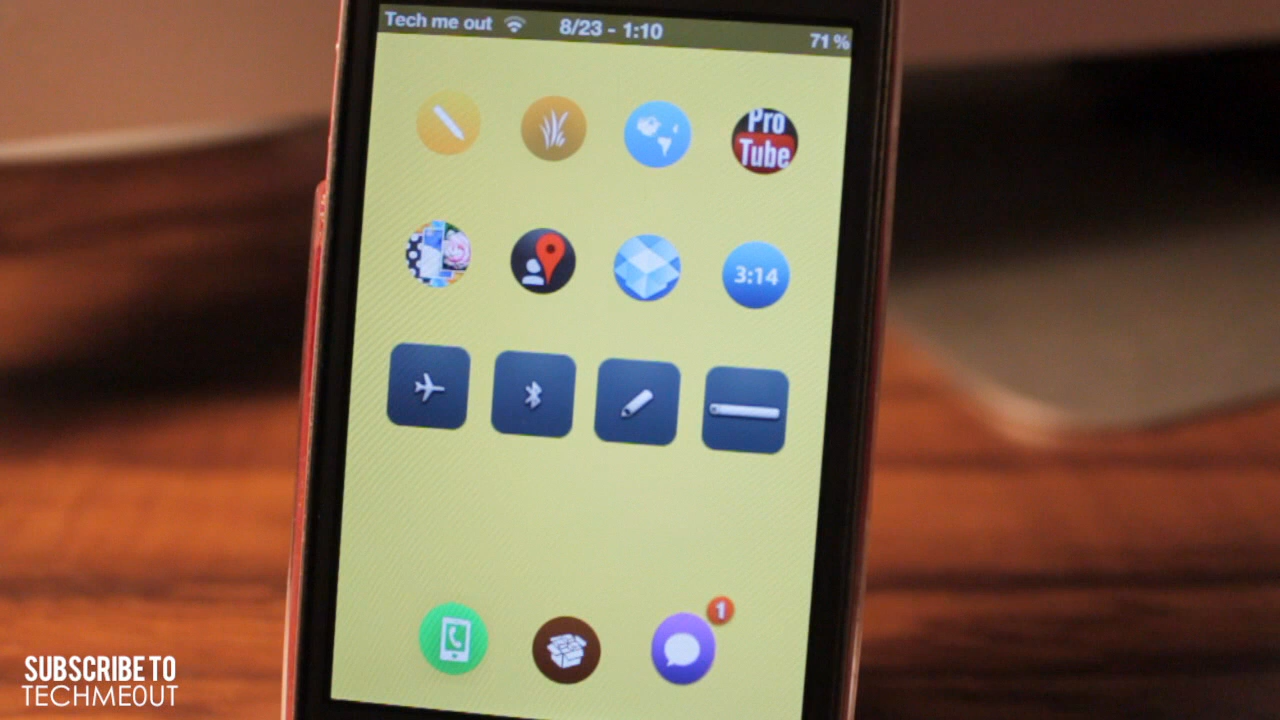 Tech me out 8/23 - 1:10 71 %
Pro
Tube
3:14
1
SUBSCRIBE TO
TECHMEOUT